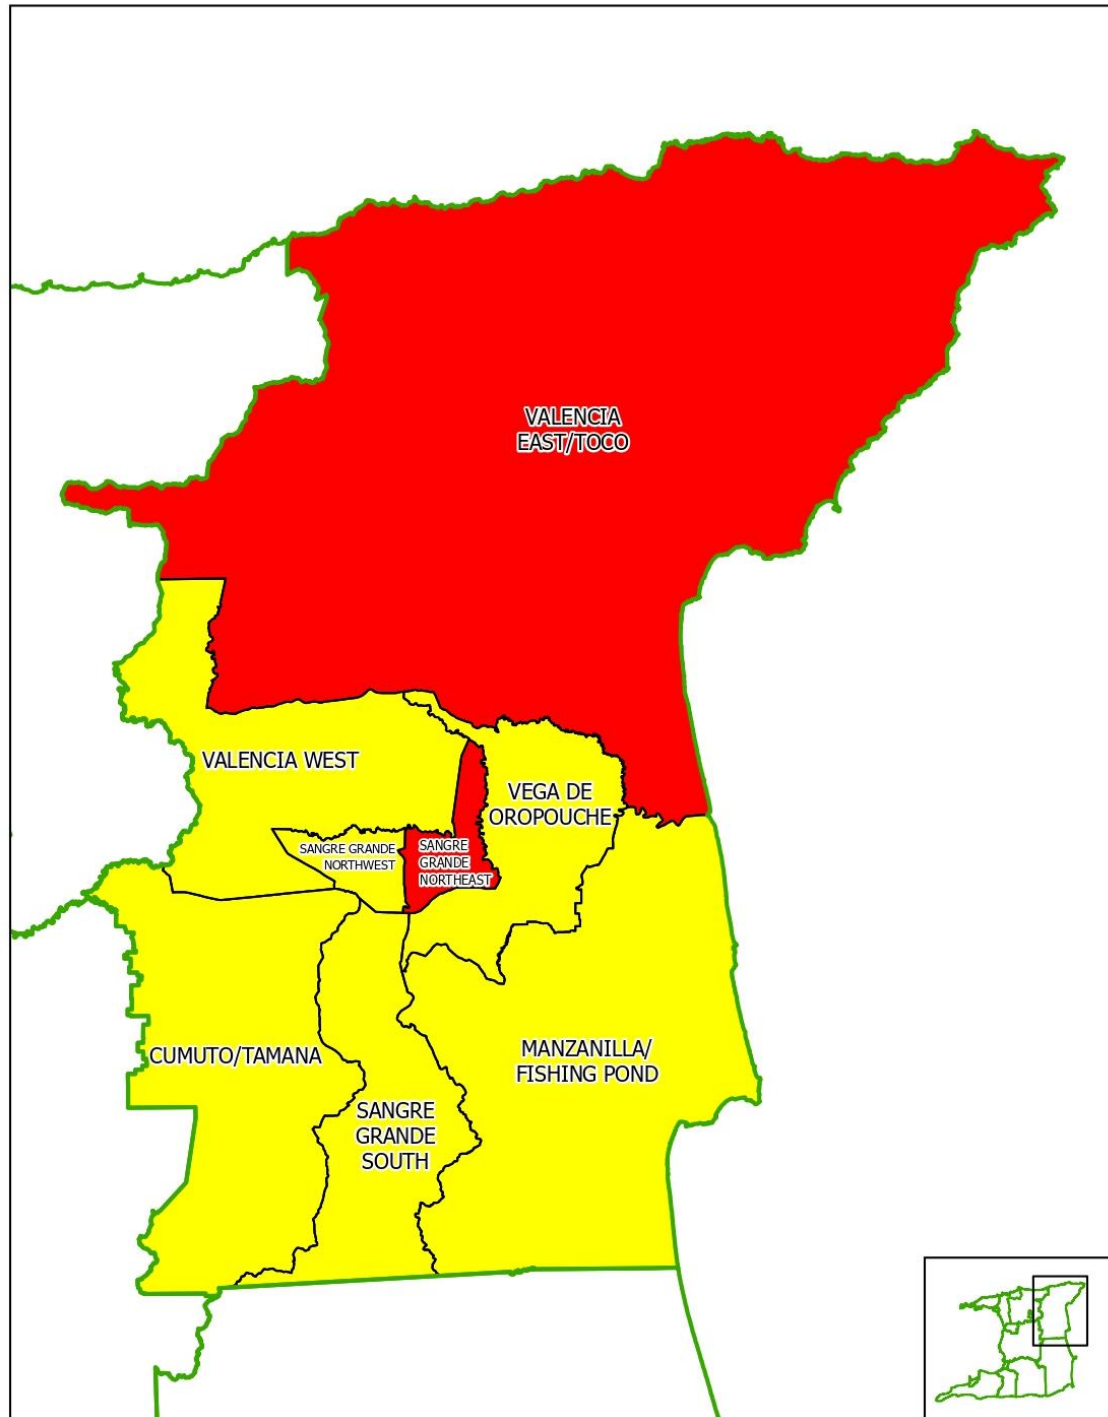 VALENCIA
EAST/TOCO
VALENCIA WEST
VEGA DE
OROPOUCHE
SANGRE GRANDE
NORTHWEST
SANGRE
GRANDE
NORTHEAST
CUMUTO/TAMANA
MANZANILLA/
FISHING POND
SANGRE
GRANDE
SOUTH